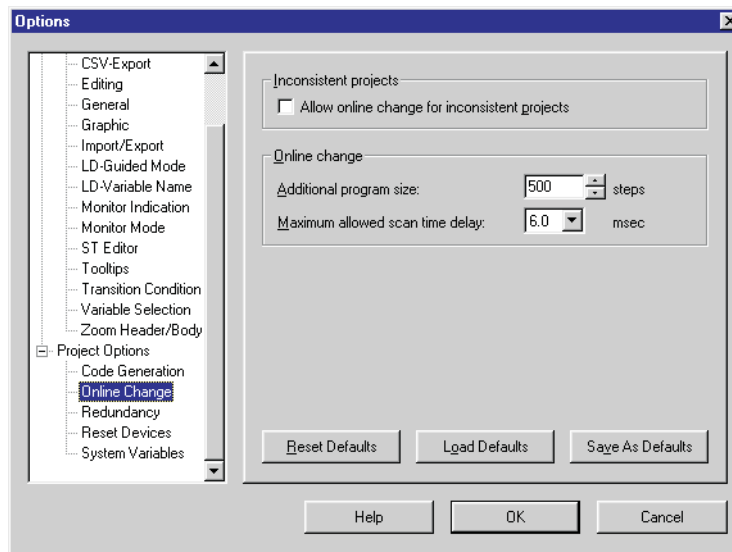 Options
CSV-Export
Editing
General
Graphic
Import/Export
LD-Guided Mode
LD-Variable Name
Monitor Indication
Monitor Mode
ST Editor
Tooltips
Transition Condition
Variable Selection
Zoom Header/Body
Project Options
Code Generation
Online Change
Redundancy
Reset Devices
System Variables
Inconsistent projects
Allow online change for inconsistent projects
Online change
Additional program size: 500 steps
Maximum allowed scan time delay: 6.0 msec
Reset Defaults Load Defaults Save As Defaults
Help OK Cancel